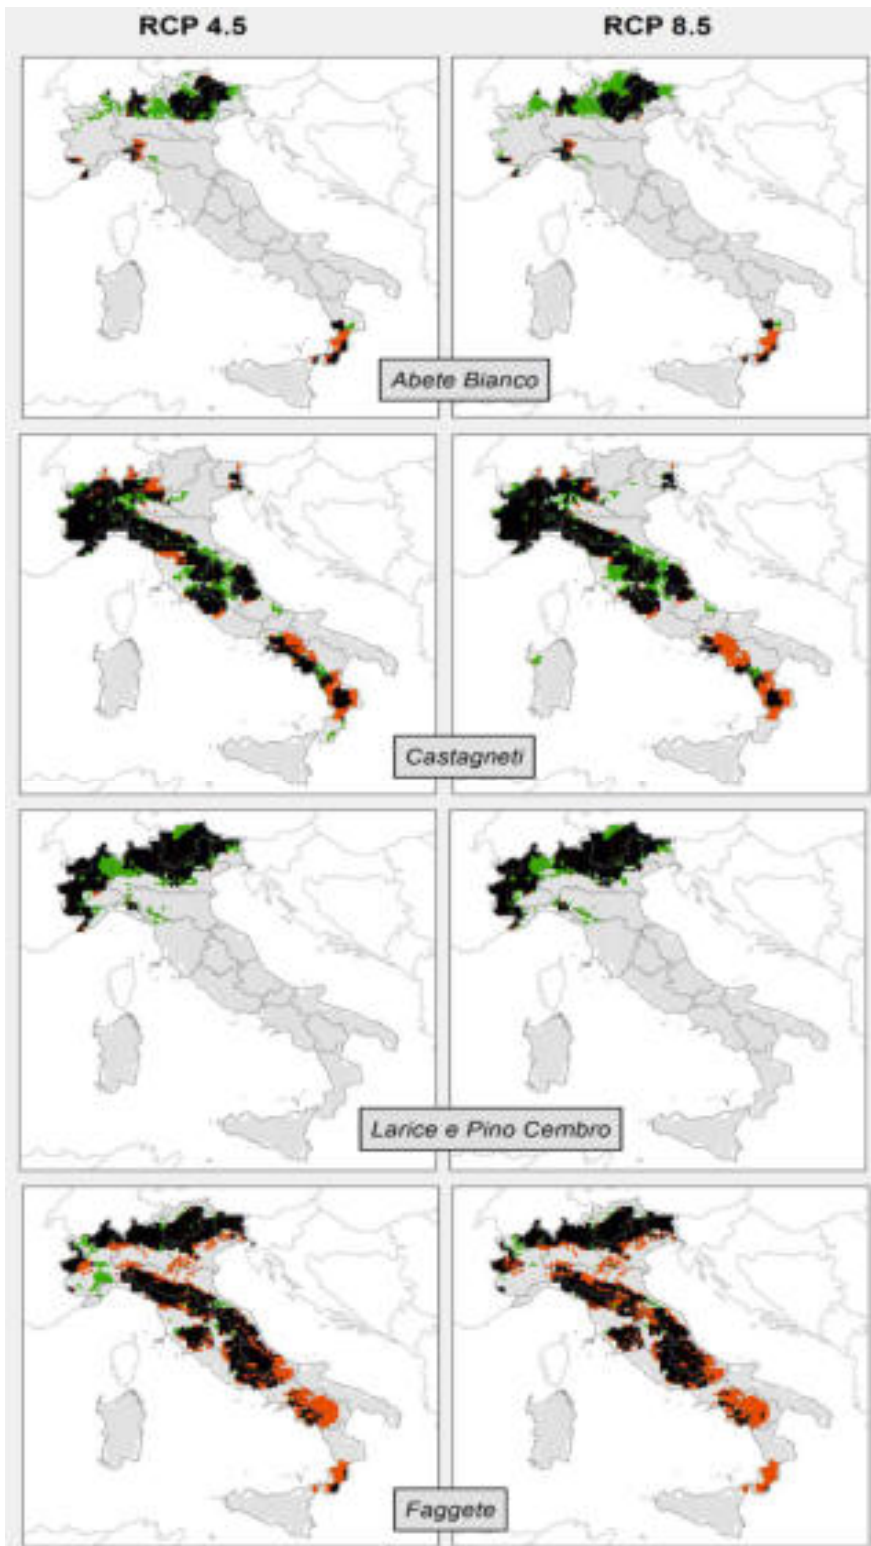 RCP 4.5
RCP 8.5
Abete Bianco
Castagneti
Larice e Pino Cembro
Faggete